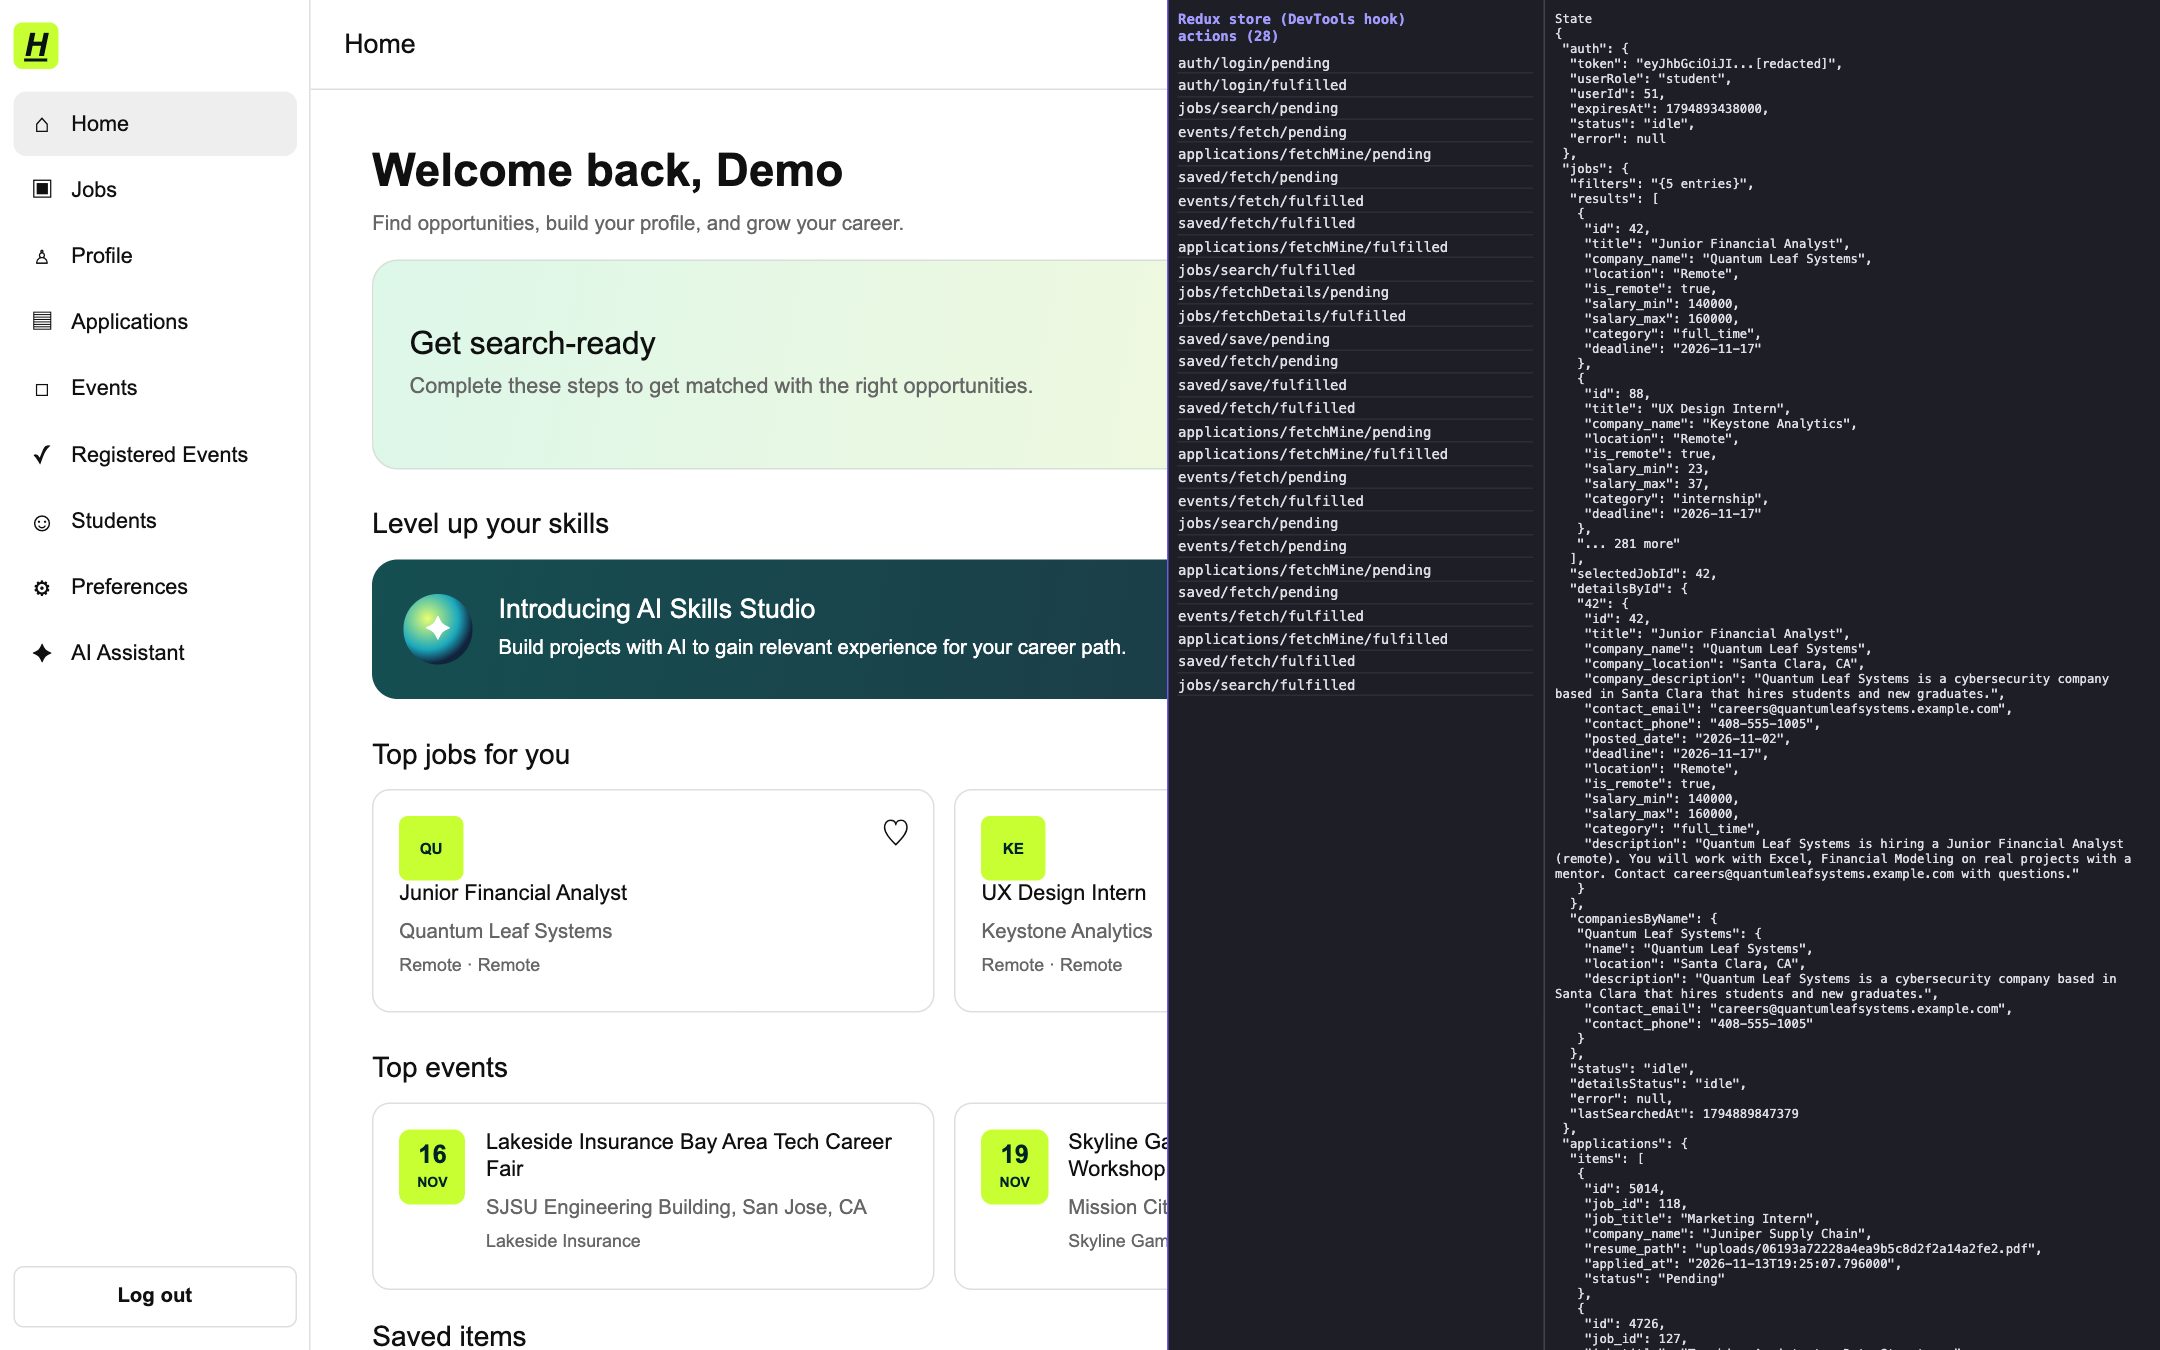 H
Home
Jobs
Profile
Applications
Events
Registered Events
Students
Preferences
AI Assistant
Log out
Home
Welcome back, Demo
Find opportunities, build your profile, and grow your career.
Get search-ready
Complete these steps to get matched with the right opportunities.
Level up your skills
Introducing AI Skills Studio
Build projects with AI to gain relevant experience for your career path.
Top jobs for you
QU
Junior Financial Analyst
Quantum Leaf Systems
Remote · Remote
KE
UX Design Intern
Keystone Analytics
Remote · Remote
Top events
16
NOV
Lakeside Insurance Bay Area Tech Career
Fair
SJSU Engineering Building, San Jose, CA
Lakeside Insurance
19
NOV
Skyline
Workshop
Mission
Skyline
Saved items
Redux store (DevTools hook)
actions (28)
auth/login/pending
auth/login/fulfilled
jobs/search/pending
events/fetch/pending
applications/fetchMine/pending
saved/fetch/pending
events/fetch/fulfilled
saved/fetch/fulfilled
applications/fetchMine/fulfilled
jobs/search/fulfilled
jobs/fetchDetails/pending
jobs/fetchDetails/fulfilled
saved/save/pending
saved/fetch/pending
saved/save/fulfilled
saved/fetch/fulfilled
applications/fetchMine/pending
applications/fetchMine/fulfilled
events/fetch/pending
events/fetch/fulfilled
jobs/search/pending
events/fetch/pending
applications/fetchMine/pending
saved/fetch/pending
events/fetch/fulfilled
applications/fetchMine/fulfilled
saved/fetch/fulfilled
jobs/search/fulfilled
State
{
"auth": {
"token": "eyJhbGciOiJI...[redacted]",
"userRole": "student",
"userId": 51,
"expiresAt": 1794893438000,
"status": "idle",
"error": null
},
"jobs": {
"filters": "{5 entries}",
"results": [
{
"id": 42,
"title": "Junior Financial Analyst",
"company_name": "Quantum Leaf Systems",
"location": "Remote",
"is_remote": true,
"salary_min": 140000,
"salary_max": 160000,
"category": "full_time",
"deadline": "2026-11-17"
},
{
"id": 88,
"title": "UX Design Intern",
"company_name": "Keystone Analytics",
"location": "Remote",
"is_remote": true,
"salary_min": 23,
"salary_max": 37,
"category": "internship",
"deadline": "2026-11-17"
},
"... 281 more"
],
"selectedJobId": 42,
"detailsById": {
"42": {
"id": 42,
"title": "Junior Financial Analyst",
"company_name": "Quantum Leaf Systems",
"company_location": "Santa Clara, CA",
"company_description": "Quantum Leaf Systems is a cybersecurity company
based in Santa Clara that hires students and new graduates.",
"contact_email": "careers@quantumleafsystems.example.com",
"contact_phone": "408-555-1005",
"posted_date": "2026-11-02",
"deadline": "2026-11-17",
"location": "Remote",
"is_remote": true,
"salary_min": 140000,
"salary_max": 160000,
"category": "full_time",
"description": "Quantum Leaf Systems is hiring a Junior Financial Analyst
(remote). You will work with Excel, Financial Modeling on real projects with a
mentor. Contact careers@quantumleafsystems.example.com with questions."
}
},
"companiesByName": {
"Quantum Leaf Systems": {
"name": "Quantum Leaf Systems",
"location": "Santa Clara, CA",
"description": "Quantum Leaf Systems is a cybersecurity company based in
Santa Clara that hires students and new graduates.",
"contact_email": "careers@quantumleafsystems.example.com",
"contact_phone": "408-555-1005"
}
},
"status": "idle",
"detailsStatus": "idle",
"error": null,
"lastSearchedAt": 1794889847379
},
"applications": {
"items": [
{
"id": 5014,
"job_id": 118,
"job_title": "Marketing Intern",
"company_name": "Juniper Supply Chain",
"resume_path": "uploads/06193a72228a4ea9b5c8d2f2a14a2fe2.pdf",
"applied_at": "2026-11-13T19:25:07.796000",
"status": "Pending"
},
{
"id": 4726,
"job_id": 127,